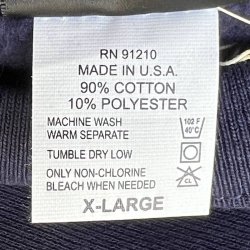 RN 91210
MADE IN U.S.A.
90% COTTON
10% POLYESTER
MACHINE WASH
WARM SEPARATE
102 F
40°C
TUMBLE DRY LOW
ONLY NON-CHLORINE
BLEACH WHEN NEEDED
CL
X-LARGE